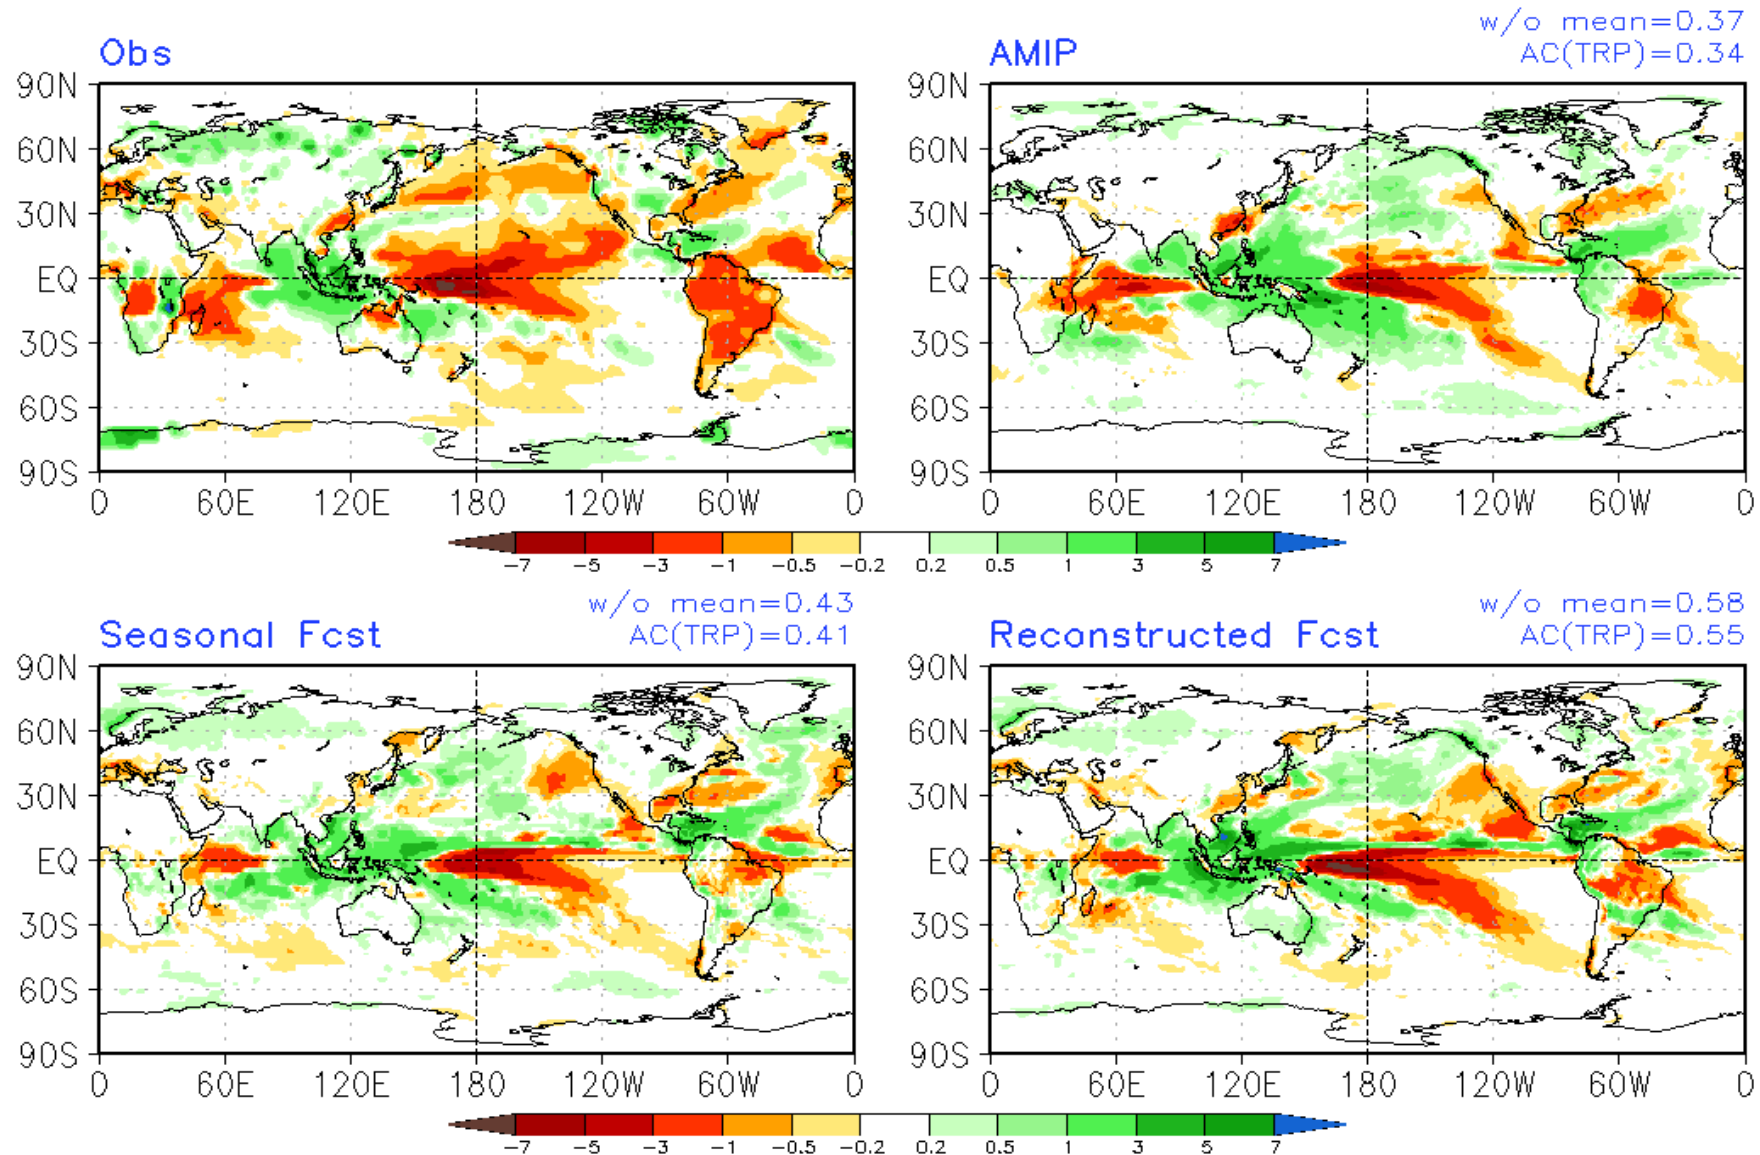 w/o mean=0.37
Obs
AMIP
AC(TRP)=0.34
90N
60N
30N
EQ
30S
60S
90S
0 60E 120E 180 120W 60W 0
90N
60N
30N
EQ
30S
60S
90S
0 60E 120E 180 120W 60W 0
-7 -5 -3 -1 -0.5 -0.2 0.2 0.5 1 3 5 7
w/o mean=0.43
Seasonal Fcst
AC(TRP)=0.41
w/o mean=0.58
Reconstructed Fcst
AC(TRP)=0.55
90N
60N
30N
EQ
30S
60S
90S
0 60E 120E 180 120W 60W 0
90N
60N
30N
EQ
30S
60S
90S
0 60E 120E 180 120W 60W 0
-7 -5 -3 -1 -0.5 -0.2 0.2 0.5 1 3 5 7